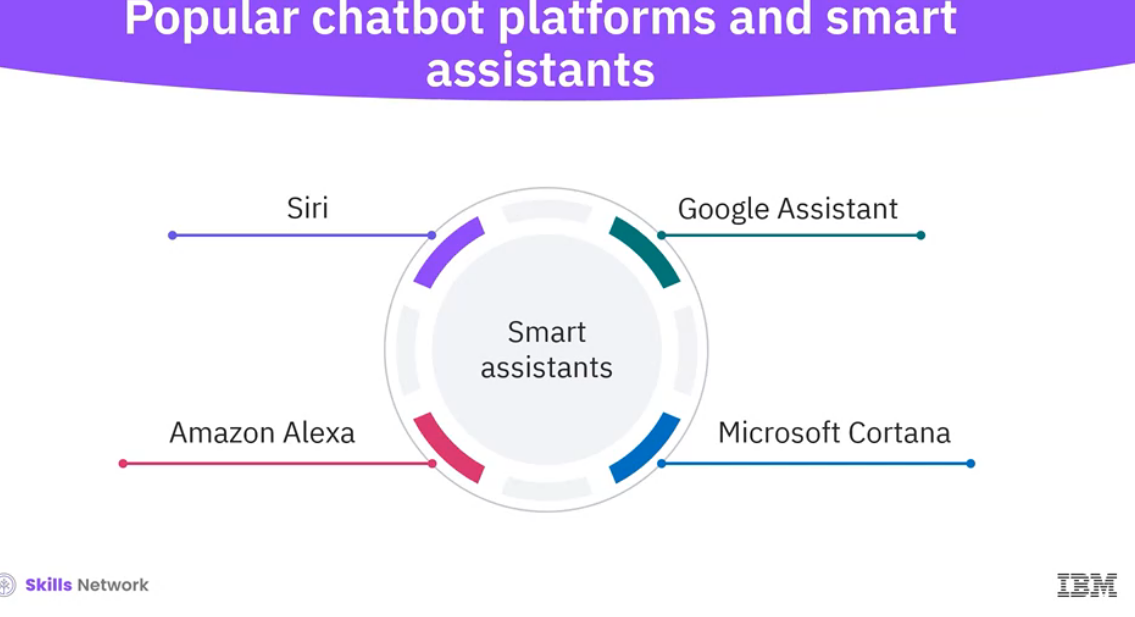 Popular chatbot platforms and smart
assistants
Siri
Google Assistant
Smart
assistants
Amazon Alexa
Microsoft Cortana
Skills Network
IBM